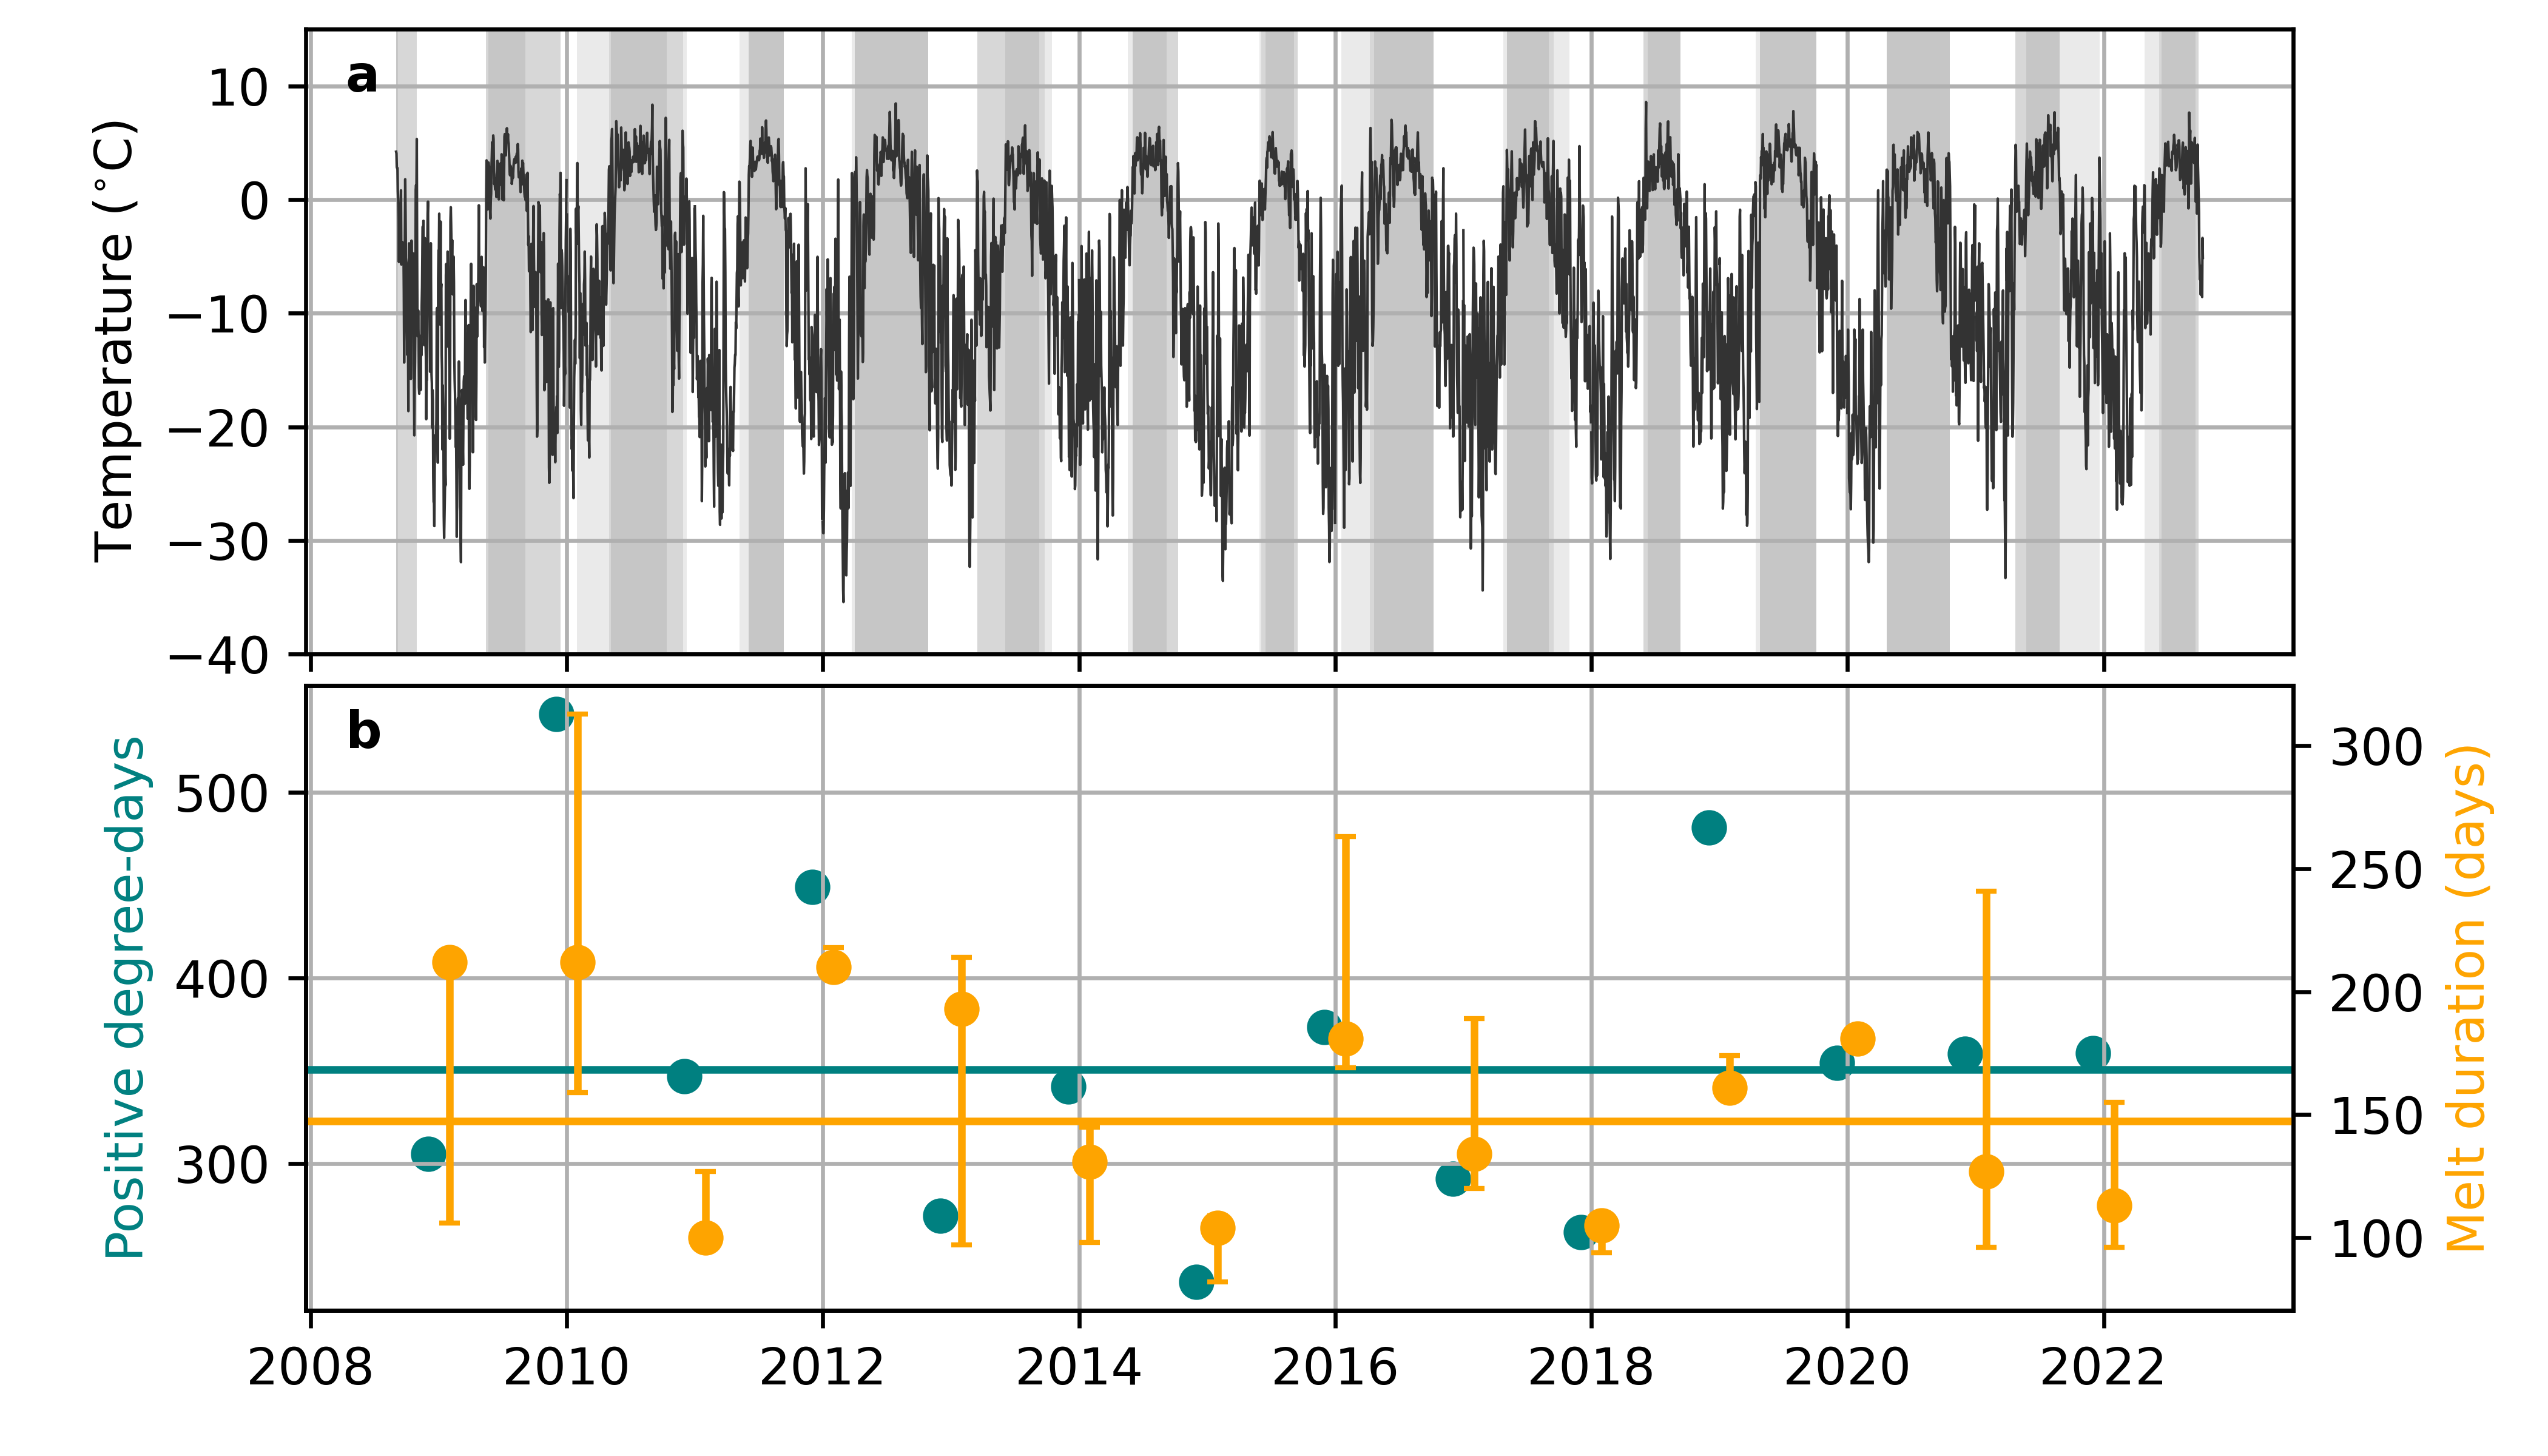 a
10
0
−10
−20
−30
−40
Temperature (°C)
b
500
400
300
Positive degree-days
300
250
200
150
100
Melt duration (days)
2008 2010 2012 2014 2016 2018 2020 2022